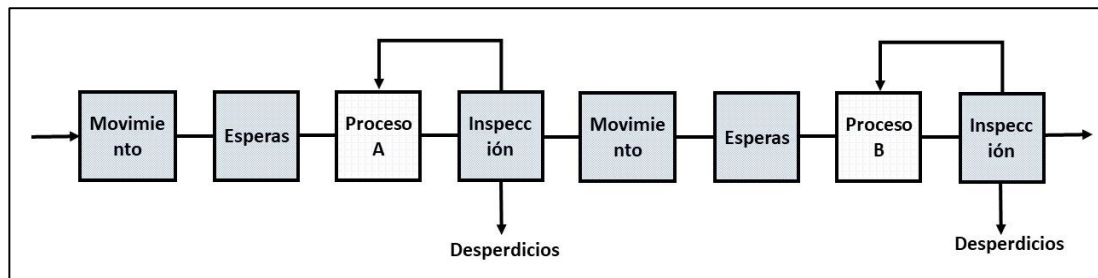 Movimie
nto
Esperas
Proceso
A
Inspecc
ión
Movimie
nto
Esperas
Proceso
B
Inspecc
ión
Desperdicios
Desperdicios